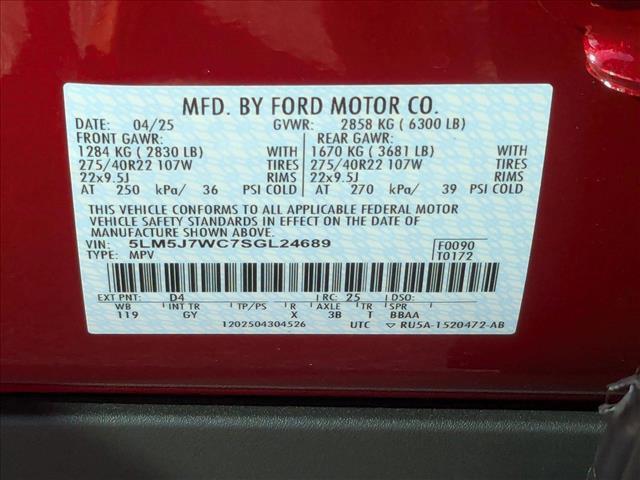 MFD. BY FORD MOTOR CO.
DATE: 04/25 GVWR: 2858 KG ( 6300 LB)
FRONT GAWR: REAR GAWR:
1284 KG ( 2830 LB) WITH 1670 KG ( 3681 LB) WITH
275/40R22 107W TIRES 275/40R22 107W TIRES
22x9.5J RIMS 22x9.5J RIMS
AT 250 kPa/ 36 PSI COLD AT 270 kPa/ 39 PSI COLD
THIS VEHICLE CONFORMS TO ALL APPLICABLE FEDERAL MOTOR
VEHICLE SAFETY STANDARDS IN EFFECT ON THE DATE OF
MANUFACTURE SHOWN ABOVE.
VIN: 5LM5J7WC7SGL24689 F0090
TYPE: MPV T0172
EXT PNT: D4 RC: 25 DSO:
WB INT TR TP/PS R AXLE TR SPR
119 GY X 3B T BBAA
1202504304526 UTC ▽ RU5A-1520472-AB